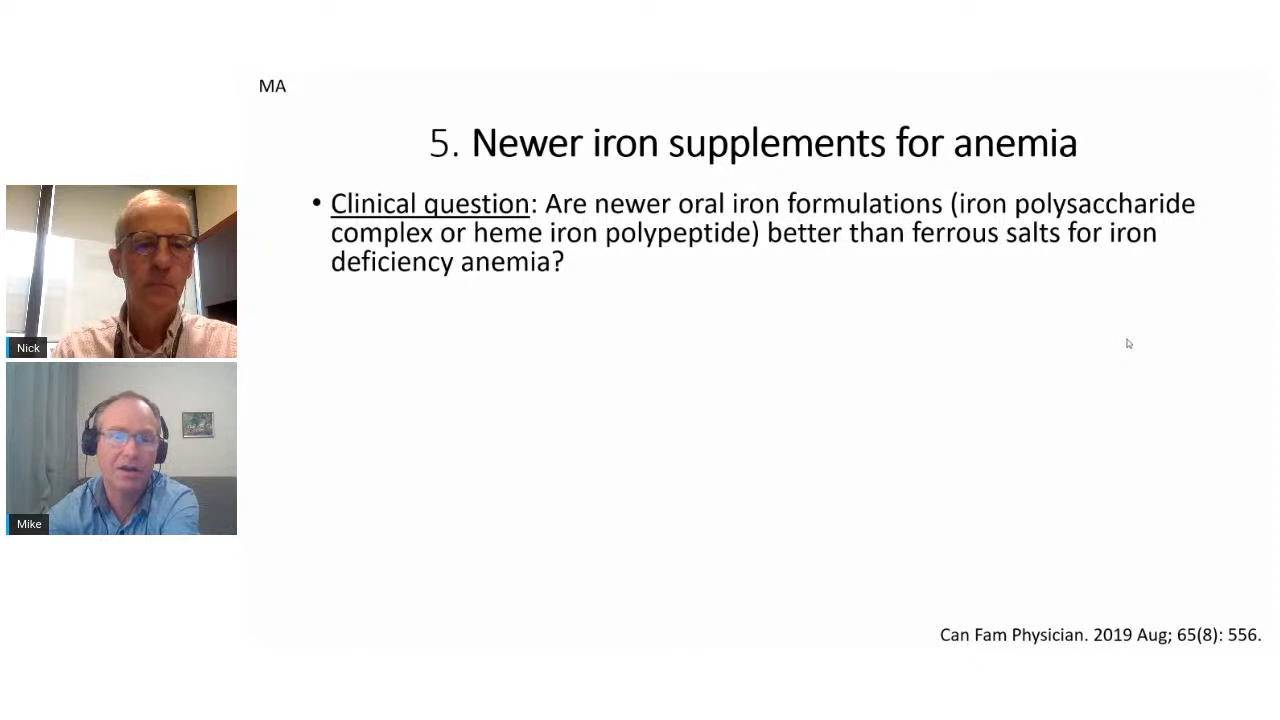 MA
5. Newer iron supplements for anemia
• Clinical question: Are newer oral iron formulations (iron polysaccharide
complex or heme iron polypeptide) better than ferrous salts for iron
deficiency anemia?
Nick
Mike
Can Fam Physician. 2019 Aug; 65(8): 556.